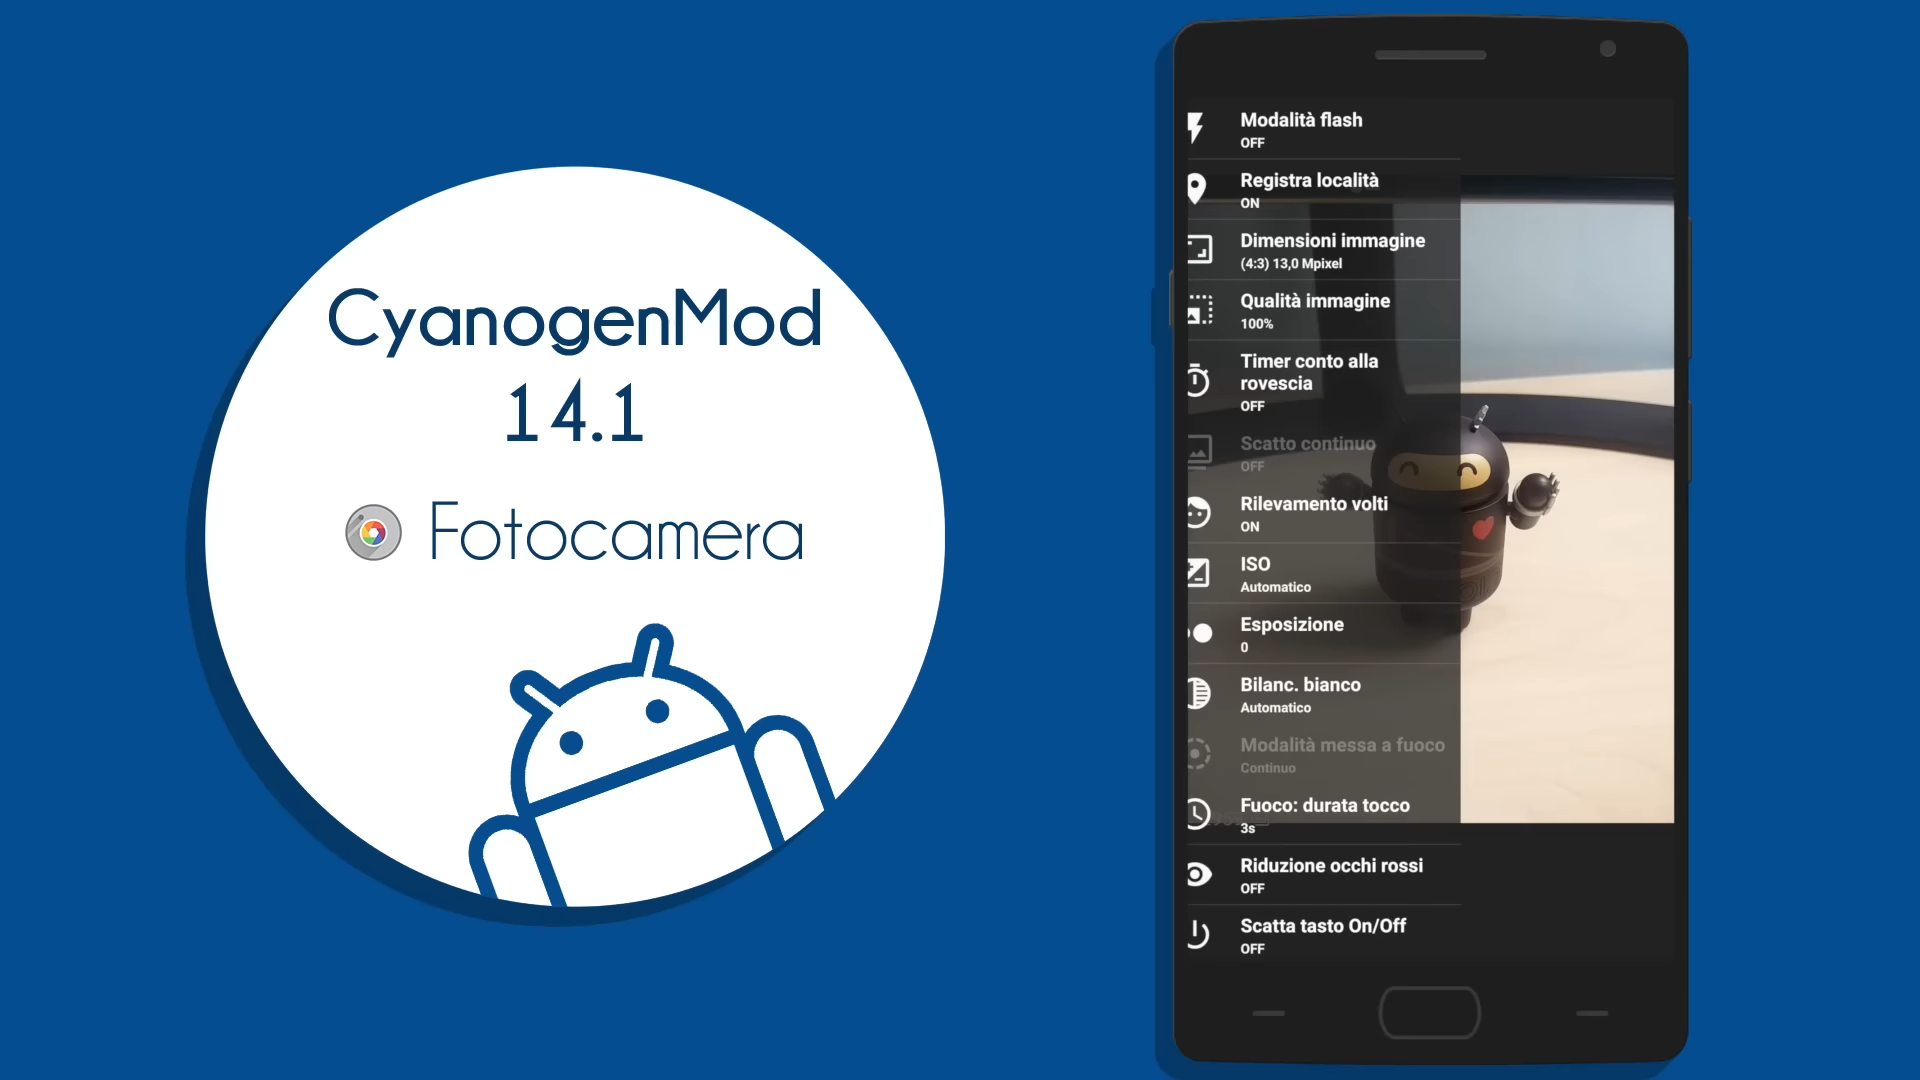 CyanogenMod
14.1
Fotocamera
Modalità flash
OFF
Registra località
ON
Dimensioni immagine
(4:3) 13,0 Mpixel
Qualità immagine
100%
Timer conto alla
rovescia
OFF
Scatto continuo
OFF
Rilevamento volti
ON
ISO
Automatico
Esposizione
0
Bilanc. bianco
Automatico
Modalità messa a fuoco
Continuo
Fuoco: durata tocco
3s
Riduzione occhi rossi
OFF
Scatta tasto On/Off
OFF